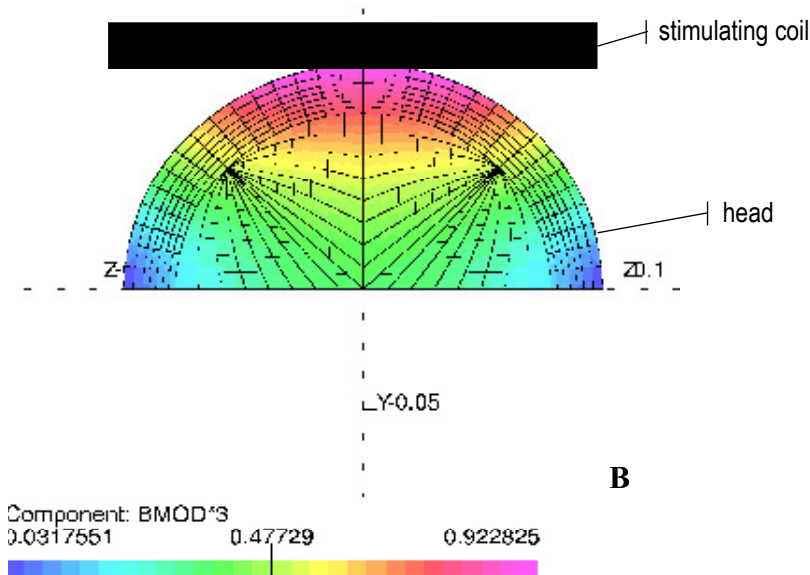 stimulating coil
head
Z-
Z0.1
Y-0.05
B
Component: BMOD*3
0.0317551 0.47729 0.922825